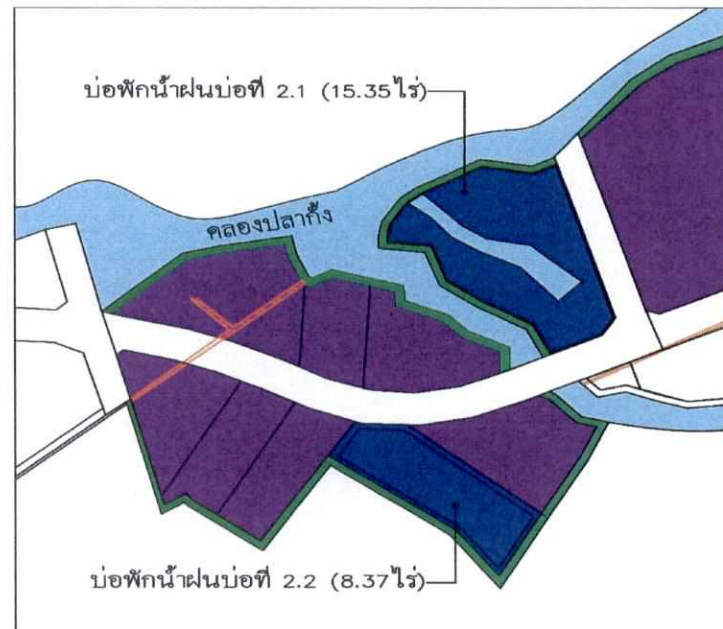 บ่อพักน้ำฝนบ่อที่ 2.1 (15.35ไร่)
คลองปลากั้ง
บ่อพักน้ำฝนบ่อที่ 2.2 (8.37ไร่)